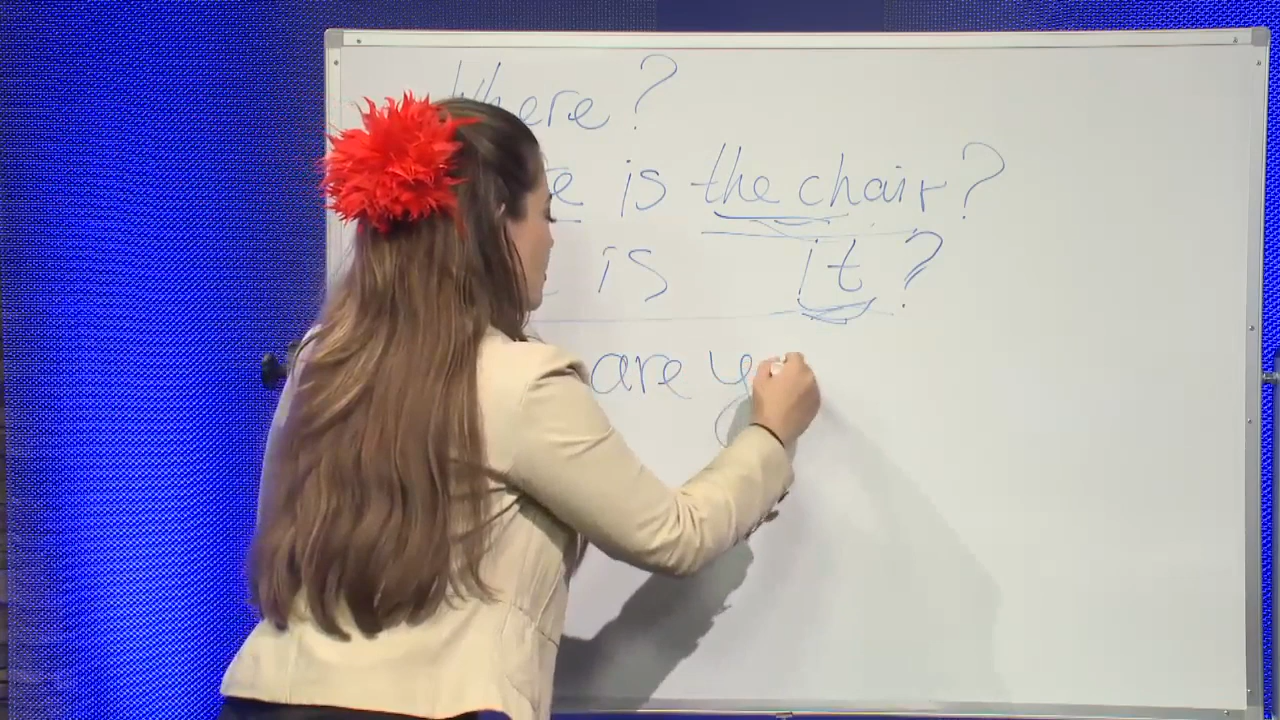 Where?
is the chair?
is it?
are y